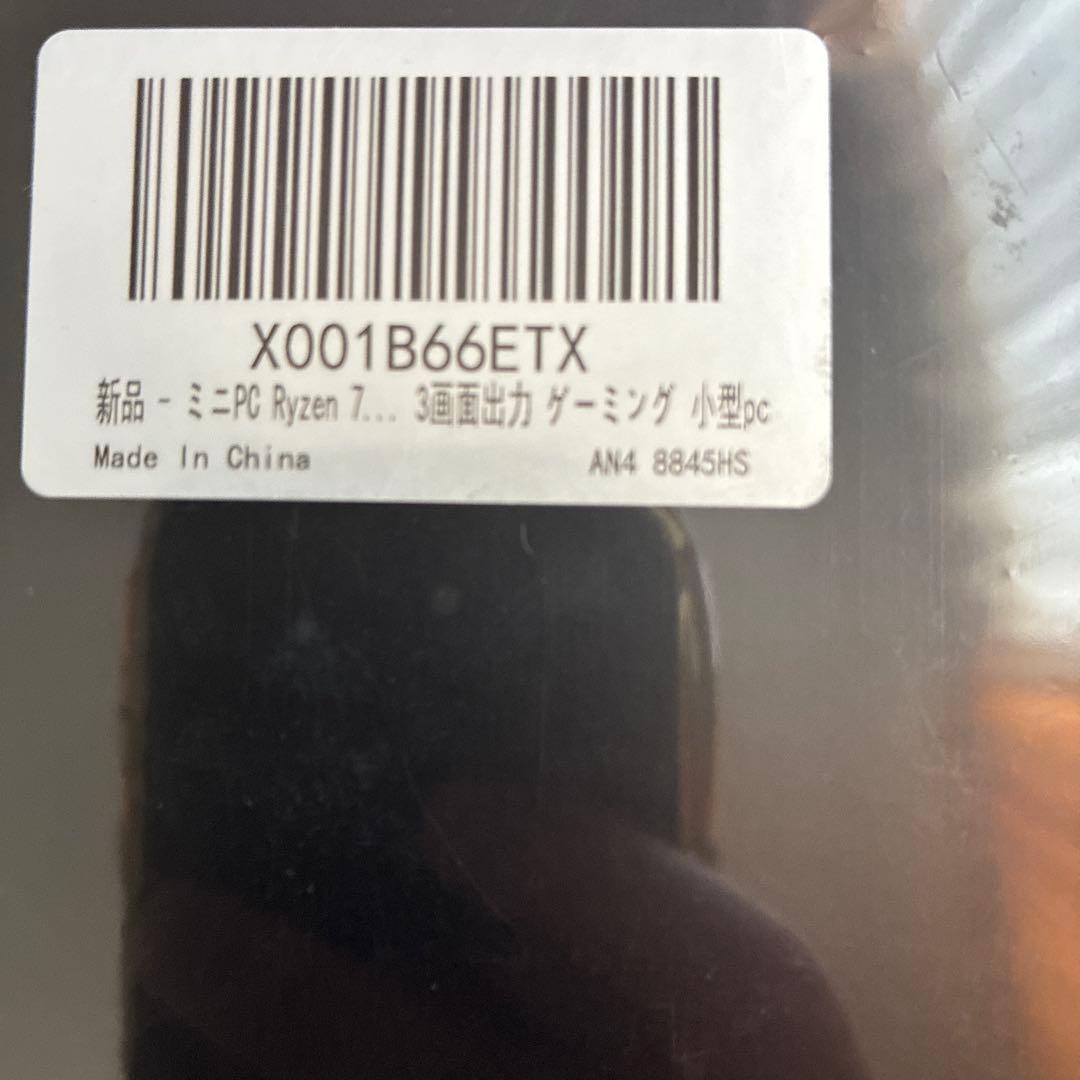 X001B66ETX
新品 - ミニPC Ryzen 7... 3画面出力 ゲーミング 小型pc
Made In China AN4 8845HS